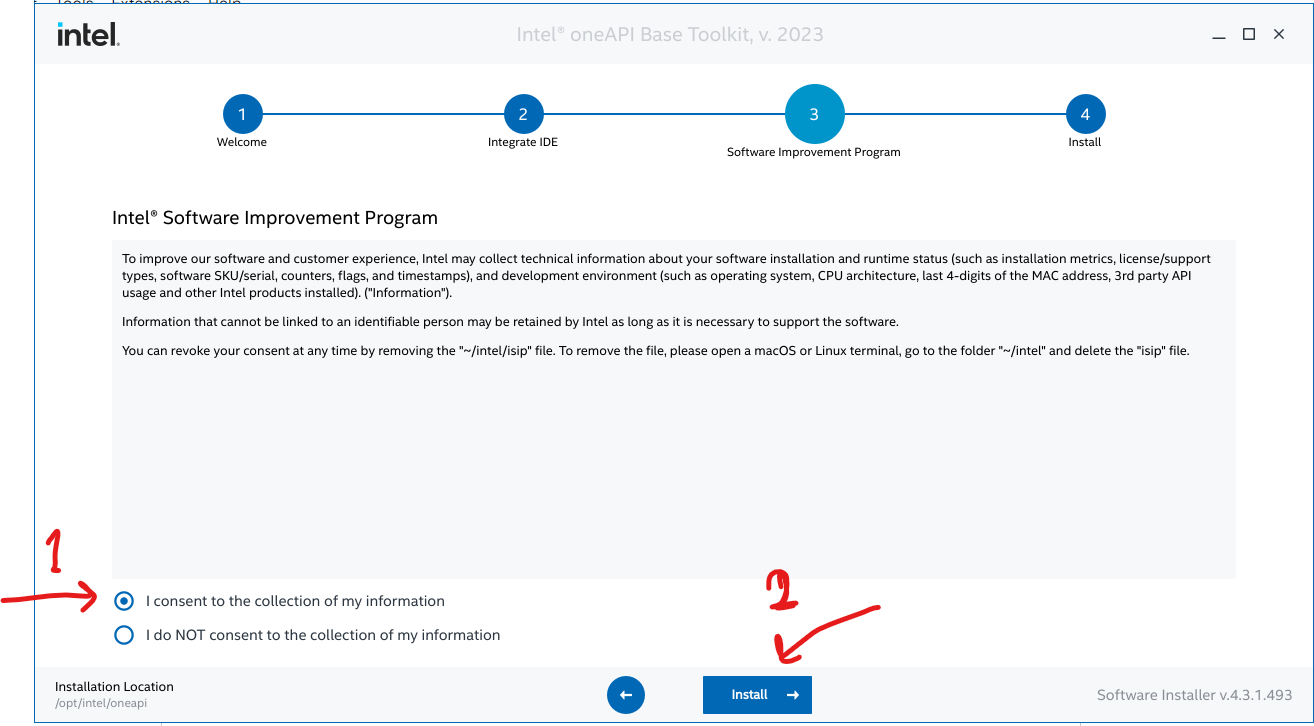 Tools Extensions Help
intel.
Intel® oneAPI Base Toolkit, v. 2023
1
2
3
4
Welcome
Integrate IDE
Software Improvement Program
Install
Intel® Software Improvement Program
To improve our software and customer experience, Intel may collect technical information about your software installation and runtime status (such as installation metrics, license/support
types, software SKU/serial, counters, flags, and timestamps), and development environment (such as operating system, CPU architecture, last 4-digits of the MAC address, 3rd party API
usage and other Intel products installed). ("Information").
Information that cannot be linked to an identifiable person may be retained by Intel as long as it is necessary to support the software.
You can revoke your consent at any time by removing the "~/intel/isip" file. To remove the file, please open a macOS or Linux terminal, go to the folder "~/intel" and delete the "isip" file.
1
I consent to the collection of my information
2
I do NOT consent to the collection of my information
Installation Location
/opt/intel/oneapi
Install
Software Installer v.4.3.1.493